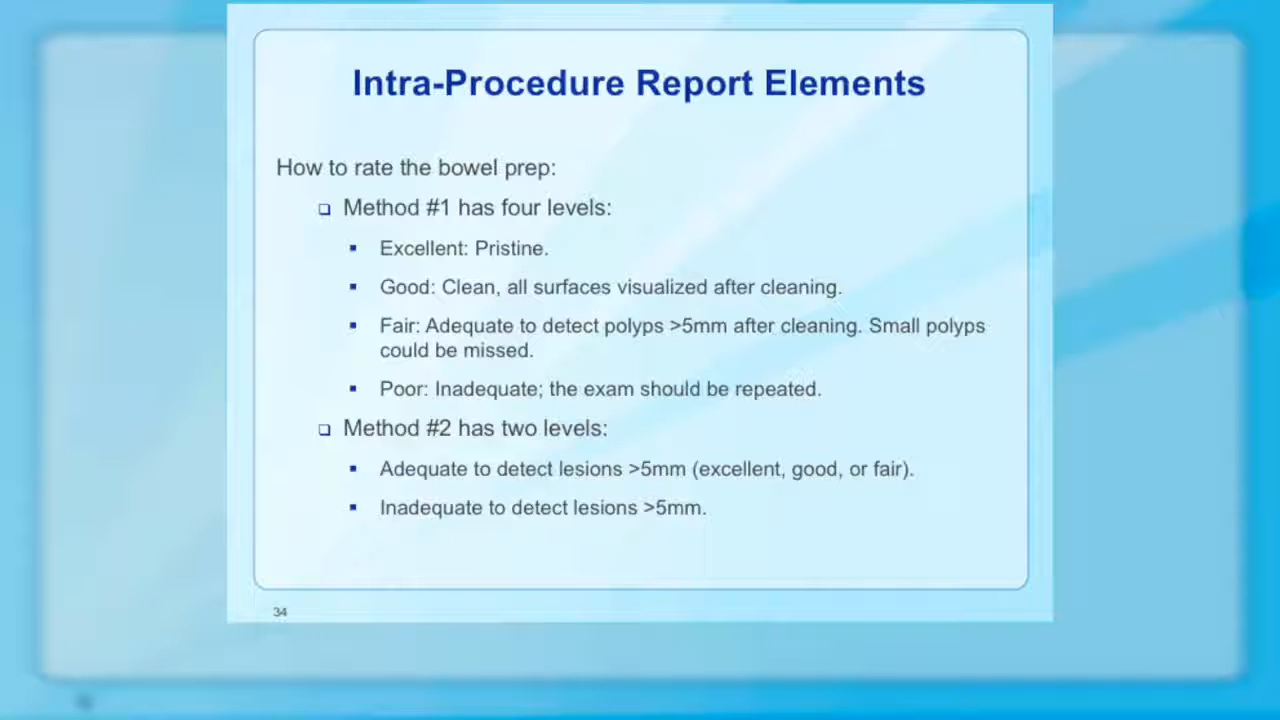 Intra-Procedure Report Elements
How to rate the bowel prep:
Method #1 has four levels:
Excellent: Pristine.
Good: Clean, all surfaces visualized after cleaning.
Fair: Adequate to detect polyps >5mm after cleaning. Small polyps
could be missed.
Poor: Inadequate; the exam should be repeated.
Method #2 has two levels:
Adequate to detect lesions >5mm (excellent, good, or fair).
Inadequate to detect lesions >5mm.
34